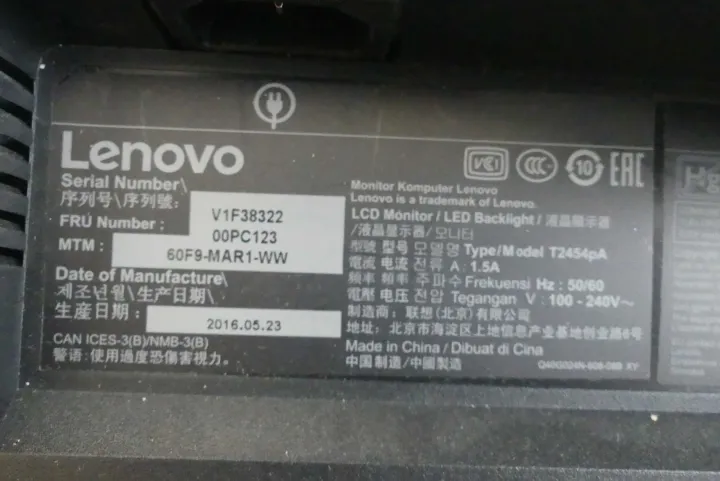 Lenovo
Serial Number\
序列号\序列號: V1F38322
FRU Number : 00PC123
MTM : 60F9-MAR1-WW
Date of Manufacture\
제조년월\生产日期\
生産日期 : 2016.05.23
CAN ICES-3(B)/NMB-3(B)
警语: 使用過度恐傷害視力。
VCI CCC 10 EAC
Monitor Komputer Lenovo
Lenovo is a trademark of Lenovo.
LCD Monitor / LED Backlight / 液晶顯示器
/液晶显示器/모니터
型號 型号 모델명 Type/Model T2454pA
電流 电流 전류 A : 1.5A
頻率 频率 주파수 Frekuensi Hz : 50/60
電壓 电压 전압 Tegangan V : 100 - 240V~
制造商: 联想(北京)有限公司
地址: 北京市海淀区上地信息产业基地创业路6号
Made in China / Dibuat di Cina
中国制造/中國製造
Hg